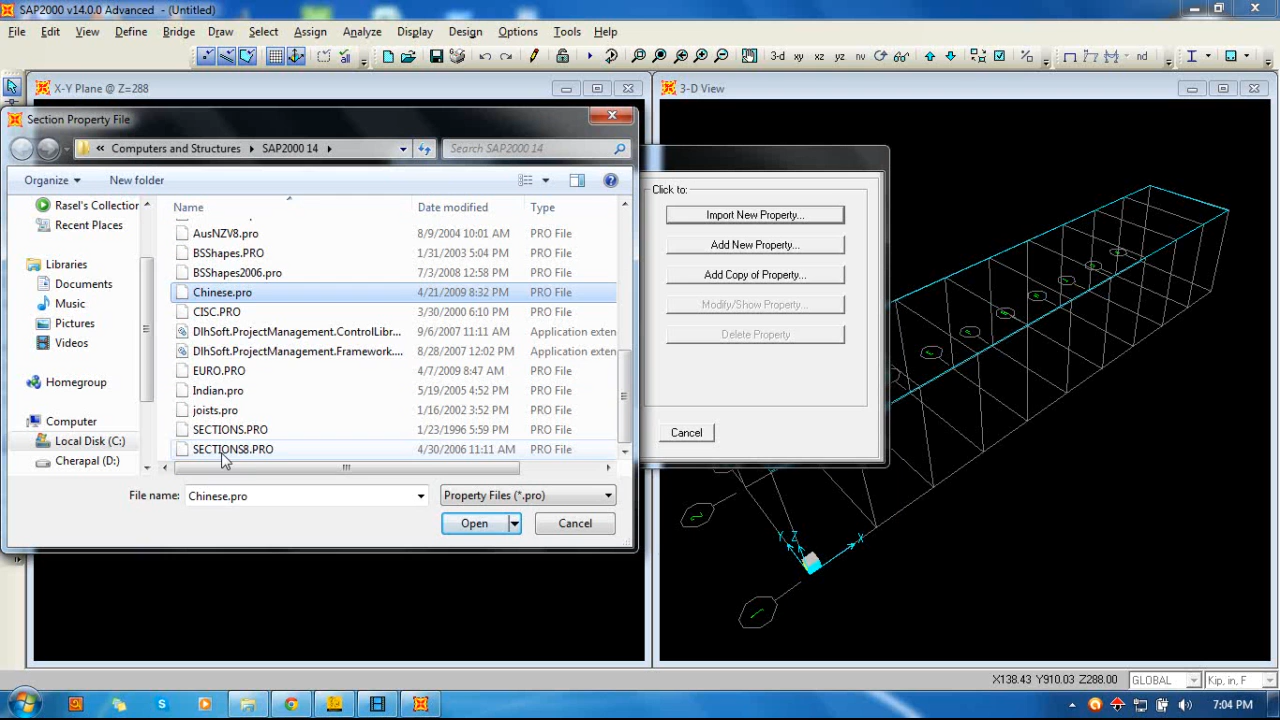 SAP2000 v14.0.0 Advanced - (Untitled)
File Edit View Define Bridge Draw Select Assign Analyze Display Design Options Tools Help
3-d xy xz yz nv nd
X-Y Plane @ Z=288
3-D View
Section Property File
« Computers and Structures SAP2000 14 Search SAP2000 14
Organize New folder
Rasel's Collection
Recent Places
Libraries
Documents
Music
Pictures
Videos
Homegroup
Computer
Local Disk (C:)
Cherapal (D:)
Name Date modified Type
AusNZV8.pro 8/9/2004 10:01 AM PRO File
BSShapes.PRO 1/31/2003 5:04 PM PRO File
BSShapes2006.pro 7/3/2008 12:58 PM PRO File
Chinese.pro 4/21/2009 8:32 PM PRO File
CISC.PRO 3/30/2000 6:10 PM PRO File
DlhSoft.ProjectManagement.ControlLibr... 9/6/2007 11:11 AM Application exten
DlhSoft.ProjectManagement.Framework.... 8/28/2007 12:02 PM Application exten
EURO.PRO 4/7/2009 8:47 AM PRO File
Indian.pro 5/19/2005 4:52 PM PRO File
joists.pro 1/16/2002 3:52 PM PRO File
SECTIONS.PRO 1/23/1996 5:59 PM PRO File
SECTIONS8.PRO 4/30/2006 11:11 AM PRO File
File name: Chinese.pro Property Files (*.pro)
Open Cancel
Click to:
Import New Property...
Add New Property...
Add Copy of Property...
Modify/Show Property...
Delete Property
Cancel
Y Z X
X138.43 Y910.03 Z288.00 GLOBAL Kip, in, F
7:04 PM